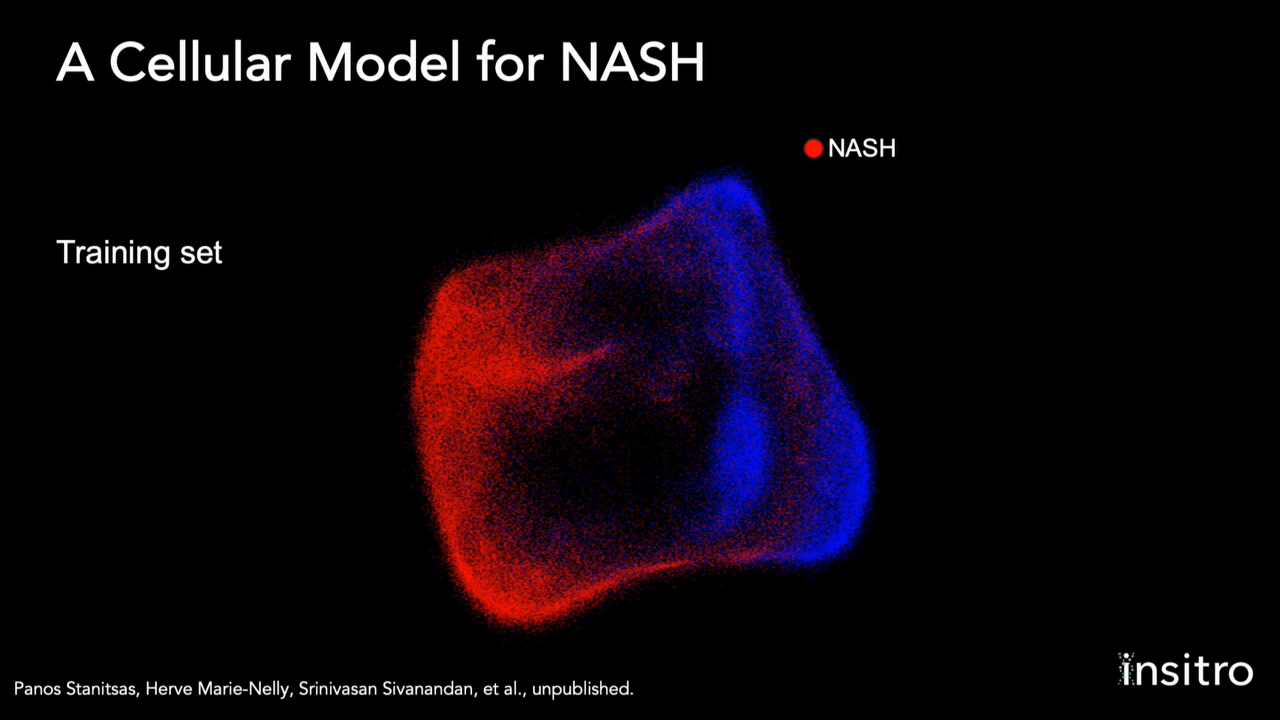 A Cellular Model for NASH
NASH
Training set
insitro
Panos Stanitsas, Herve Marie-Nelly, Srinivasan Sivanandan, et al., unpublished.